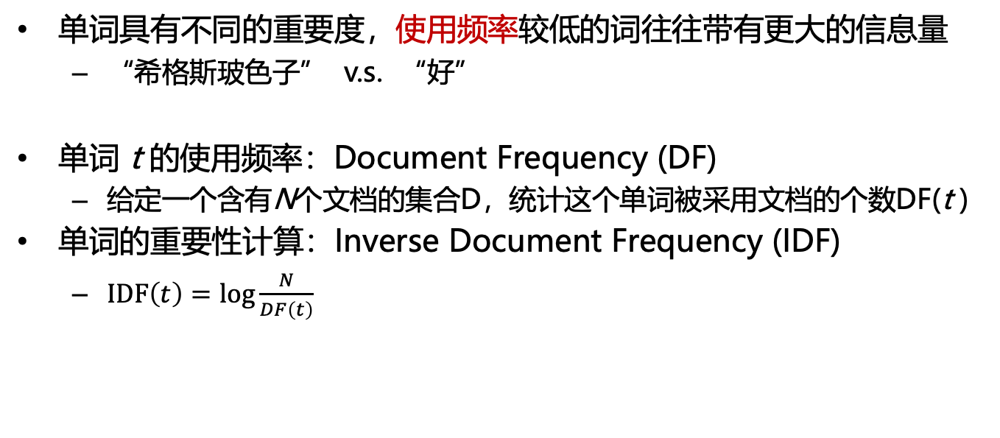 • 单词具有不同的重要度，使用频率较低的词往往带有更大的信息量
– “希格斯玻色子” v.s. “好”
• 单词 t 的使用频率：Document Frequency (DF)
– 给定一个含有N个文档的集合D，统计这个单词被采用文档的个数DF(t)
• 单词的重要性计算：Inverse Document Frequency (IDF)
– IDF(t) = log N/DF(t)